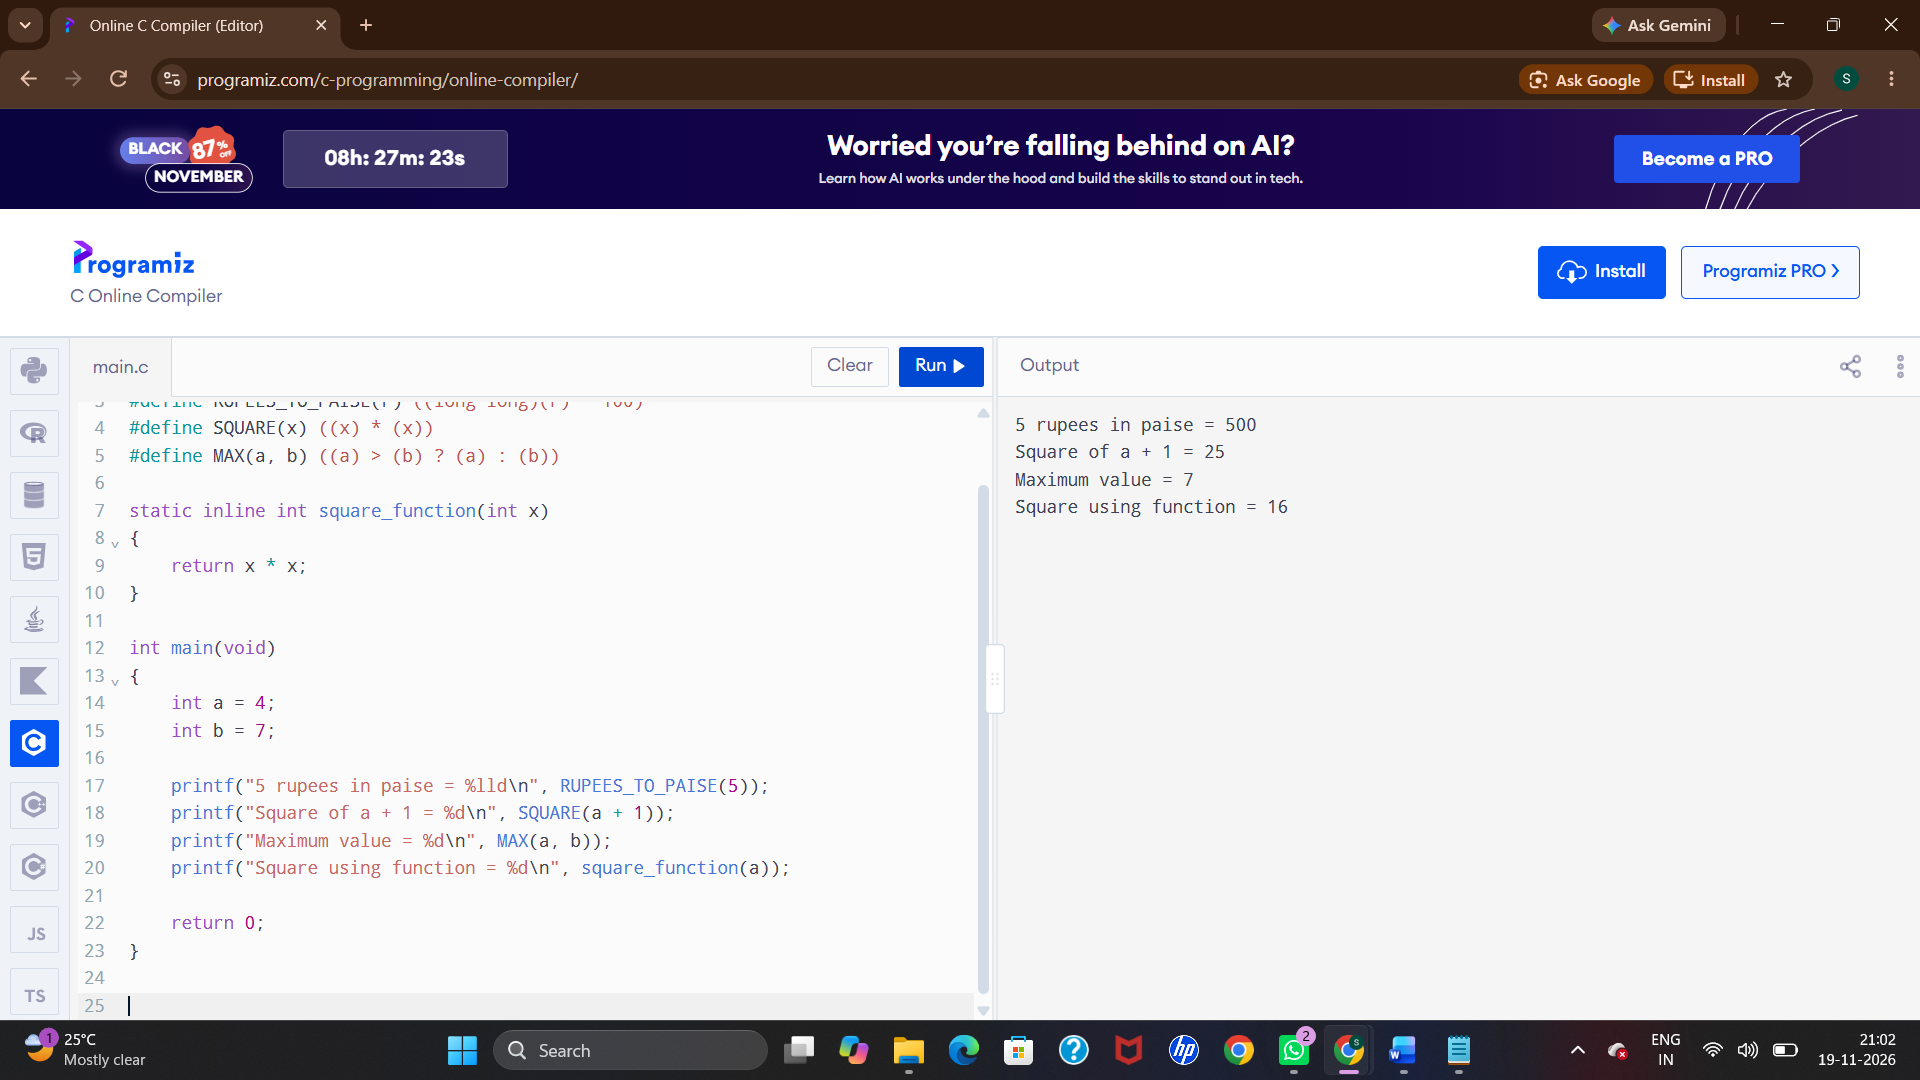 Online C Compiler (Editor)
Ask Gemini
programiz.com/c-programming/online-compiler/
Ask Google
Install
S
BLACK 87% OFF
NOVEMBER
08h: 27m: 23s
Worried you're falling behind on AI?
Learn how AI works under the hood and build the skills to stand out in tech.
Become a PRO
Programiz
C Online Compiler
Install
Programiz PRO
main.c
Clear
Run
Output
4 #define SQUARE(x) ((x) * (x))
5 #define MAX(a, b) ((a) > (b) ? (a) : (b))
6
7 static inline int square_function(int x)
8 {
9 return x * x;
10 }
11
12 int main(void)
13 {
14 int a = 4;
15 int b = 7;
16
17 printf("5 rupees in paise = %lld\n", RUPEES_TO_PAISE(5));
18 printf("Square of a + 1 = %d\n", SQUARE(a + 1));
19 printf("Maximum value = %d\n", MAX(a, b));
20 printf("Square using function = %d\n", square_function(a));
21
22 return 0;
23 }
24
25
5 rupees in paise = 500
Square of a + 1 = 25
Maximum value = 7
Square using function = 16
JS
TS
1
25°C
Mostly clear
Search
hp
2
S
W
ENG
IN
21:02
19-11-2026